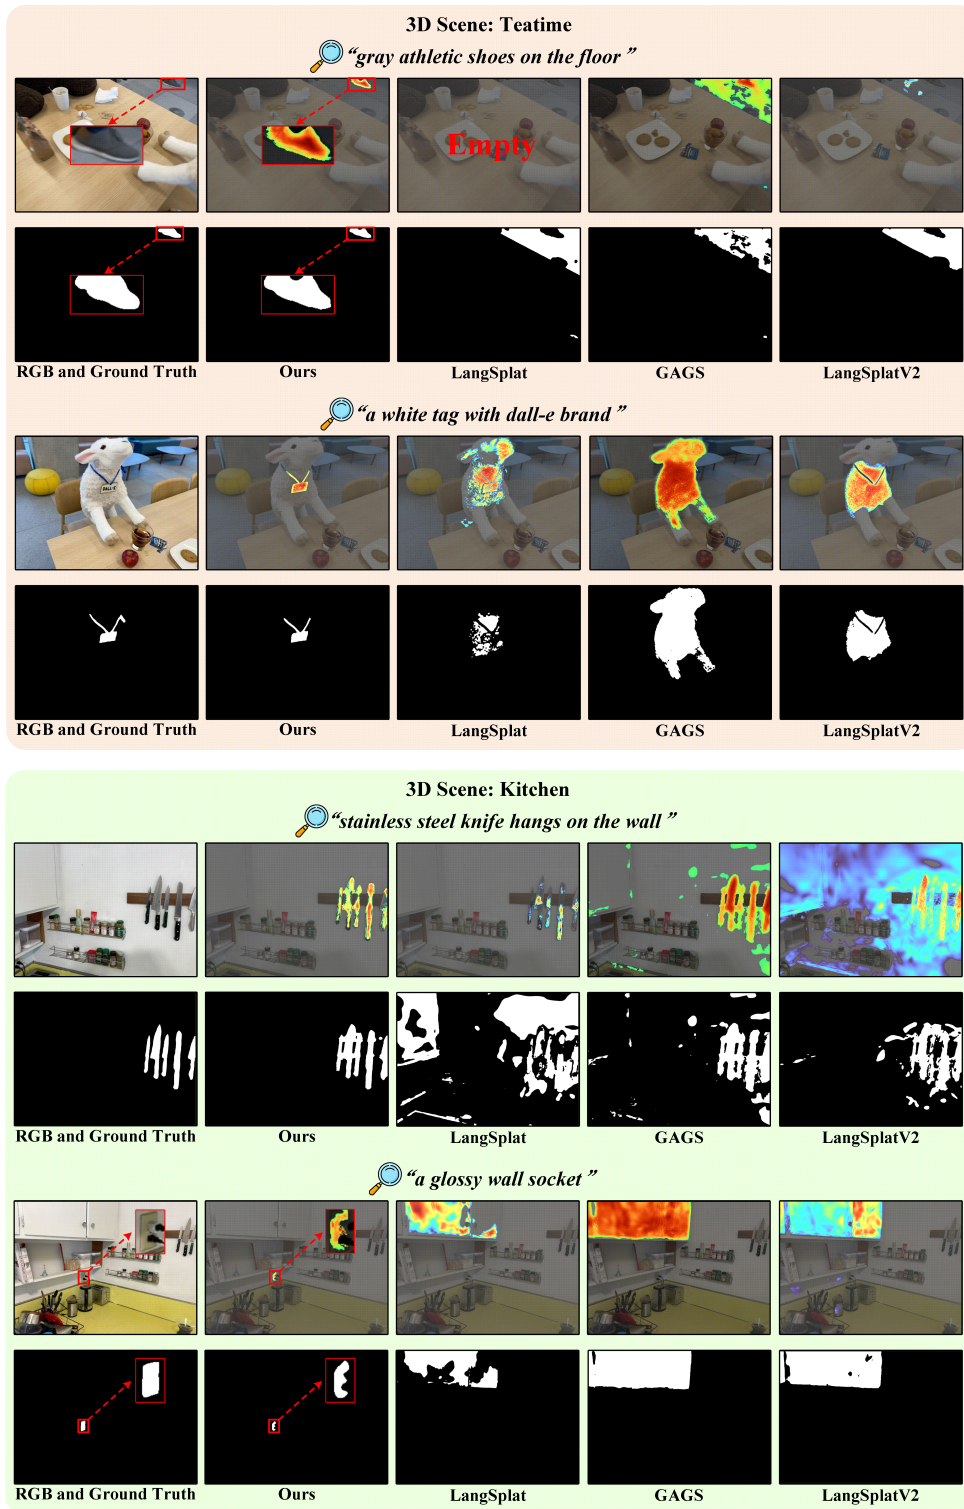 3D Scene: Teatime
“gray athletic shoes on the floor”
Empty
RGB and Ground Truth Ours LangSplat GAGS LangSplatV2
“a white tag with dall-e brand”
DALL-E
RGB and Ground Truth Ours LangSplat GAGS LangSplatV2
3D Scene: Kitchen
“stainless steel knife hangs on the wall”
RGB and Ground Truth Ours LangSplat GAGS LangSplatV2
“a glossy wall socket”
RGB and Ground Truth Ours LangSplat GAGS LangSplatV2